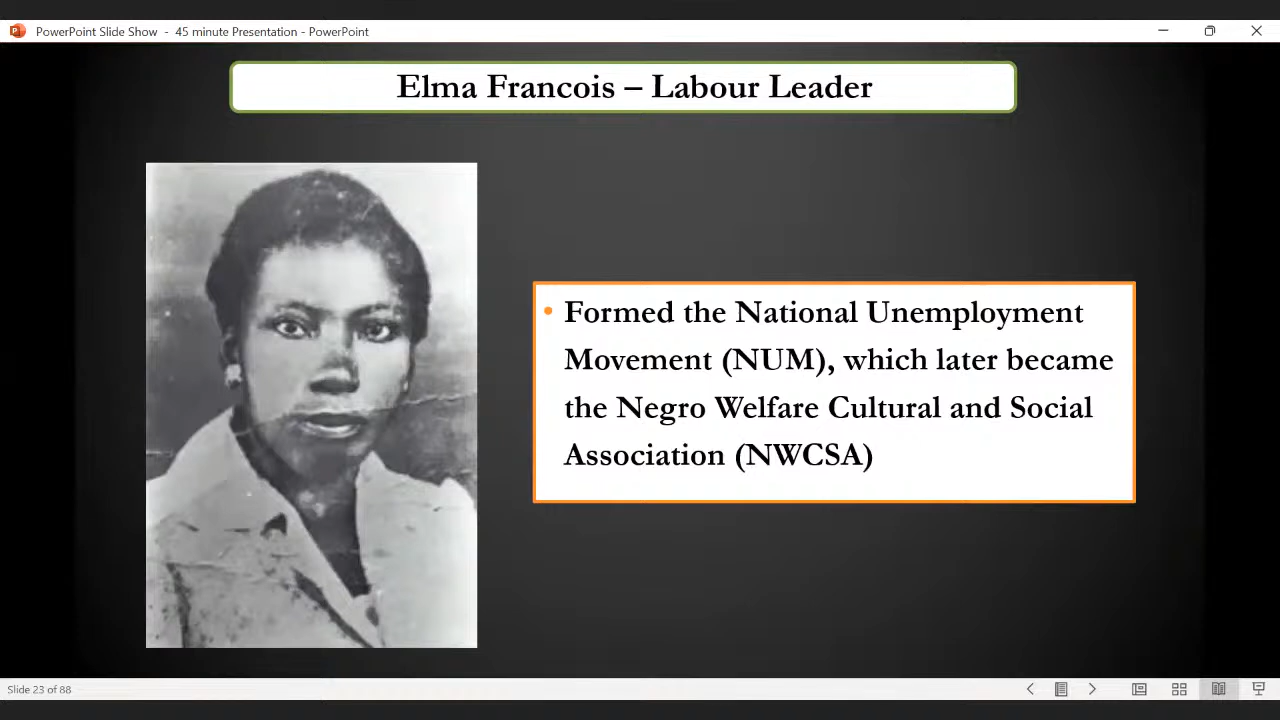 PowerPoint Slide Show - 45 minute Presentation - PowerPoint
Elma Francois – Labour Leader
• Formed the National Unemployment
Movement (NUM), which later became
the Negro Welfare Cultural and Social
Association (NWCSA)
Slide 23 of 88